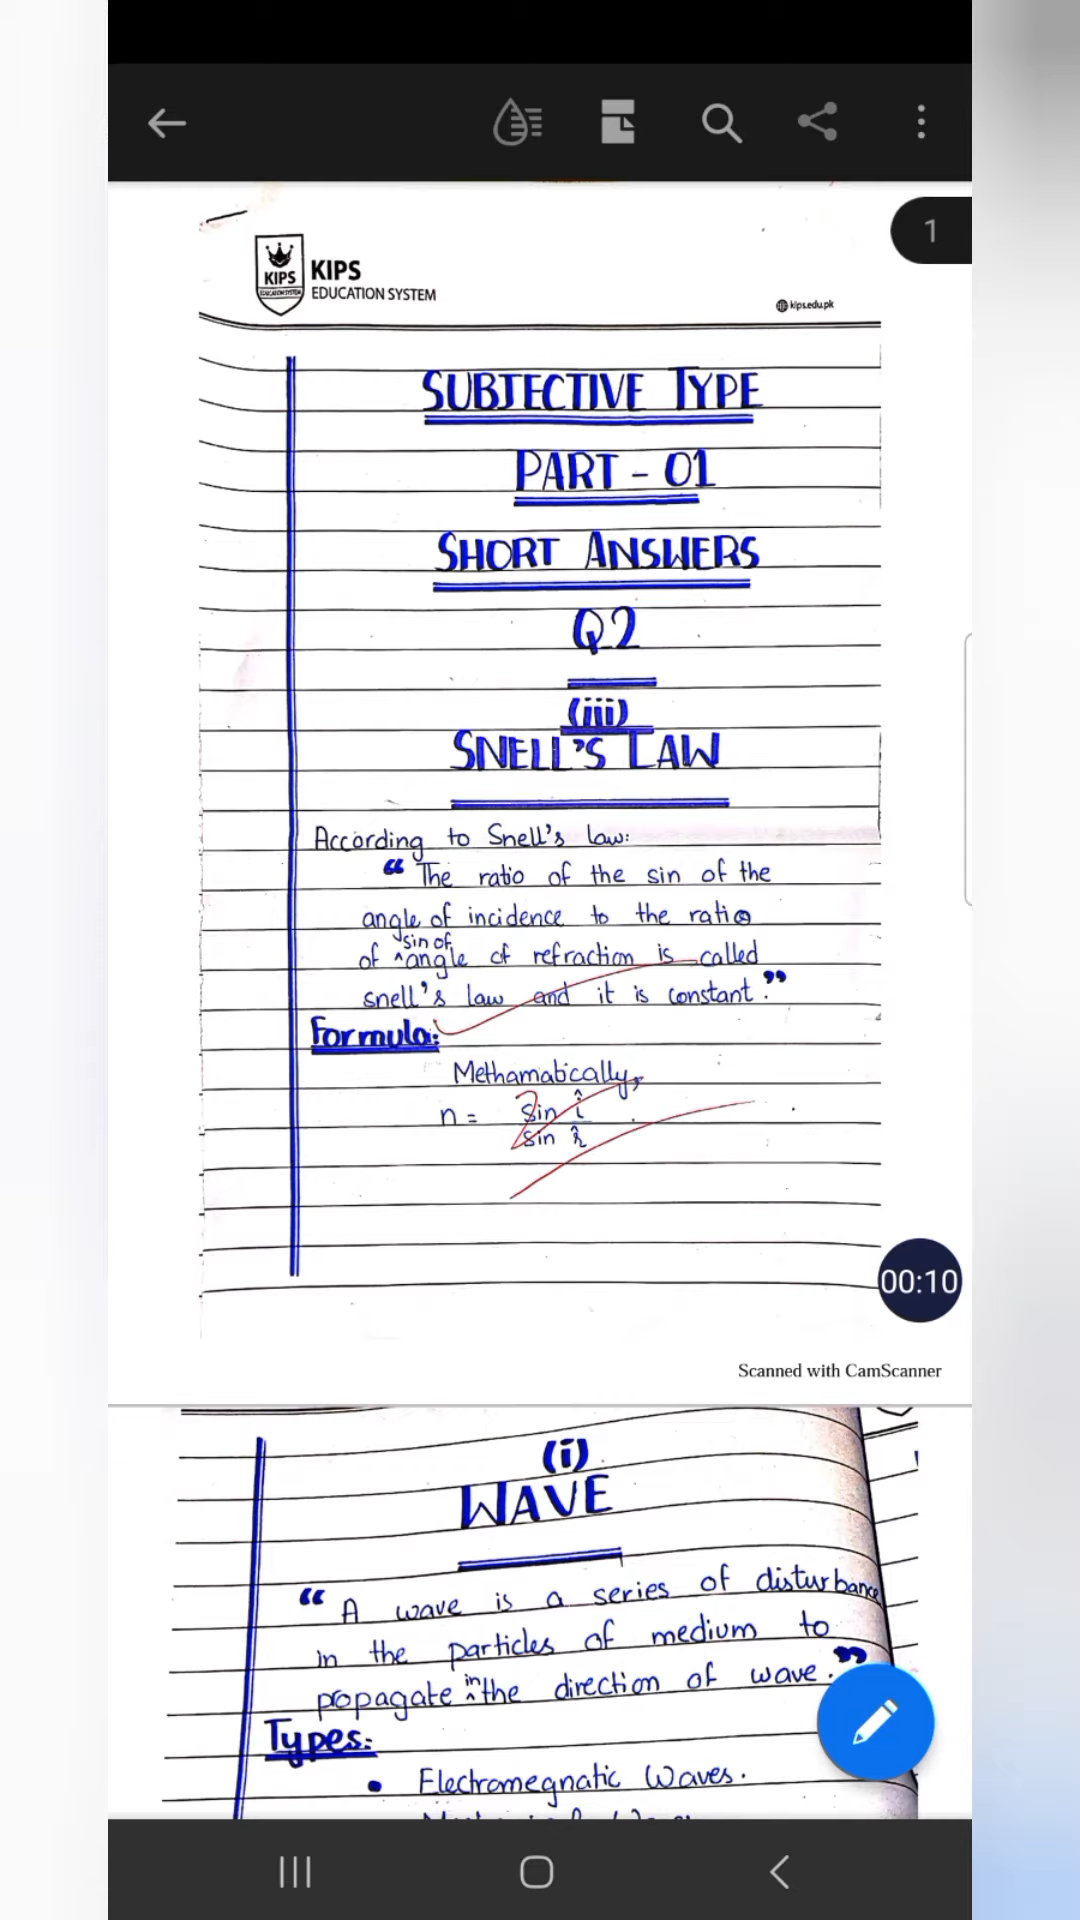 1
KIPS
EDUCATION SYSTEM
KIPS
EDUCATION SYSTEM
kips.edu.pk
SUBJECTIVE TYPE
PART - 01
SHORT ANSWERS
Q2
(iii)
SNELL'S LAW
According to Snell's law:
“ The ratio of the sin of the
angle of incidence to the ratio
sin of
of ^angle of refraction is called
snell's law and it is constant.”
Formula:
Methamatically,
n = Sin î
sin r̂
00:10
Scanned with CamScanner
(i)
WAVE
“ A wave is a series of disturbance
in the particles of medium to
propagate in the direction of wave.”
Types:
• Electromegnatic Waves.